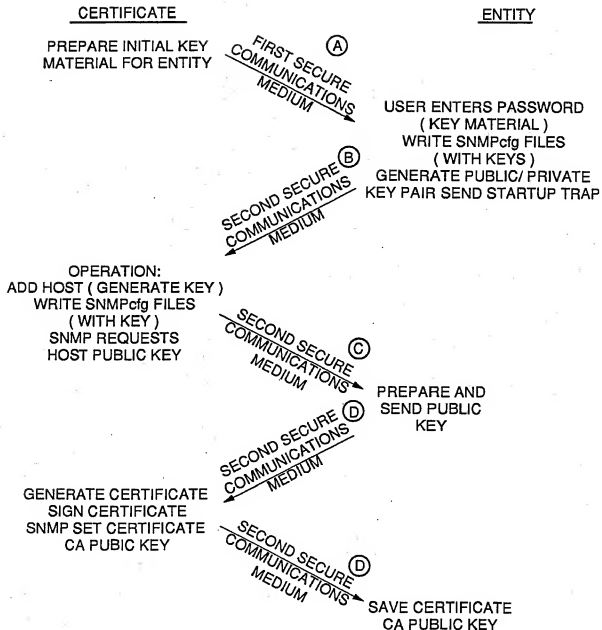 CERTIFICATE
ENTITY
PREPARE INITIAL KEY
MATERIAL FOR ENTITY
A
FIRST SECURE
COMMUNICATIONS
MEDIUM
USER ENTERS PASSWORD
( KEY MATERIAL )
WRITE SNMPcfg FILES
( WITH KEYS )
GENERATE PUBLIC/ PRIVATE
KEY PAIR SEND STARTUP TRAP
B
SECOND SECURE
COMMUNICATIONS
MEDIUM
OPERATION:
ADD HOST ( GENERATE KEY )
WRITE SNMPcfg FILES
( WITH KEY )
SNMP REQUESTS
HOST PUBLIC KEY
SECOND SECURE
COMMUNICATIONS
MEDIUM
C
PREPARE AND
SEND PUBLIC
KEY
D
SECOND SECURE
COMMUNICATIONS
MEDIUM
GENERATE CERTIFICATE
SIGN CERTIFICATE
SNMP SET CERTIFICATE
CA PUBIC KEY
SECOND SECURE
COMMUNICATIONS
MEDIUM
D
SAVE CERTIFICATE
CA PUBLIC KEY